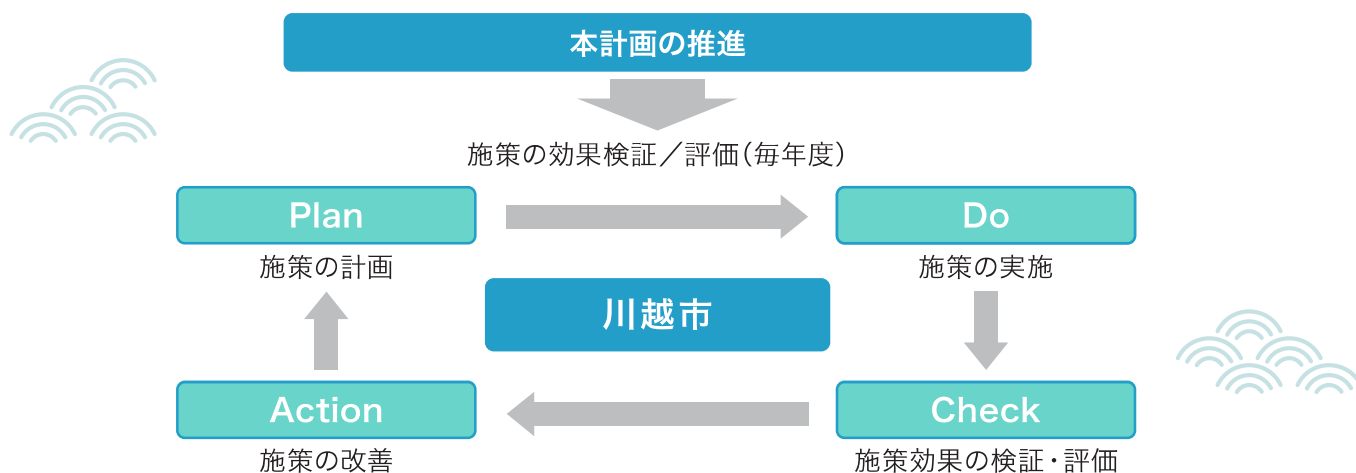 本計画の推進
施策の効果検証／評価(毎年度)
Plan
Do
施策の計画
施策の実施
川越市
Action
Check
施策の改善
施策効果の検証・評価